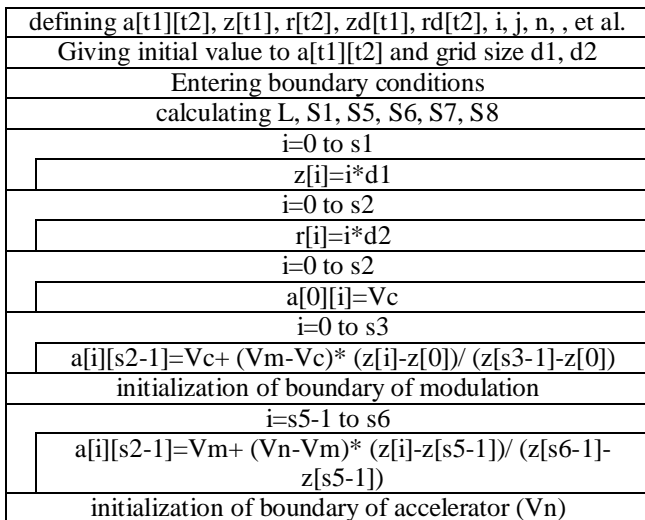 defining a[t1][t2], z[t1], r[t2], zd[t1], rd[t2], i, j, n, , et al.
Giving initial value to a[t1][t2] and grid size d1, d2
Entering boundary conditions
calculating L, S1, S5, S6, S7, S8
i=0 to s1
z[i]=i*d1
i=0 to s2
r[i]=i*d2
i=0 to s2
a[0][i]=Vc
i=0 to s3
a[i][s2-1]=Vc+ (Vm-Vc)* (z[i]-z[0])/ (z[s3-1]-z[0])
initialization of boundary of modulation
i=s5-1 to s6
a[i][s2-1]=Vm+ (Vn-Vm)* (z[i]-z[s5-1])/ (z[s6-1]-
z[s5-1])
initialization of boundary of accelerator (Vn)